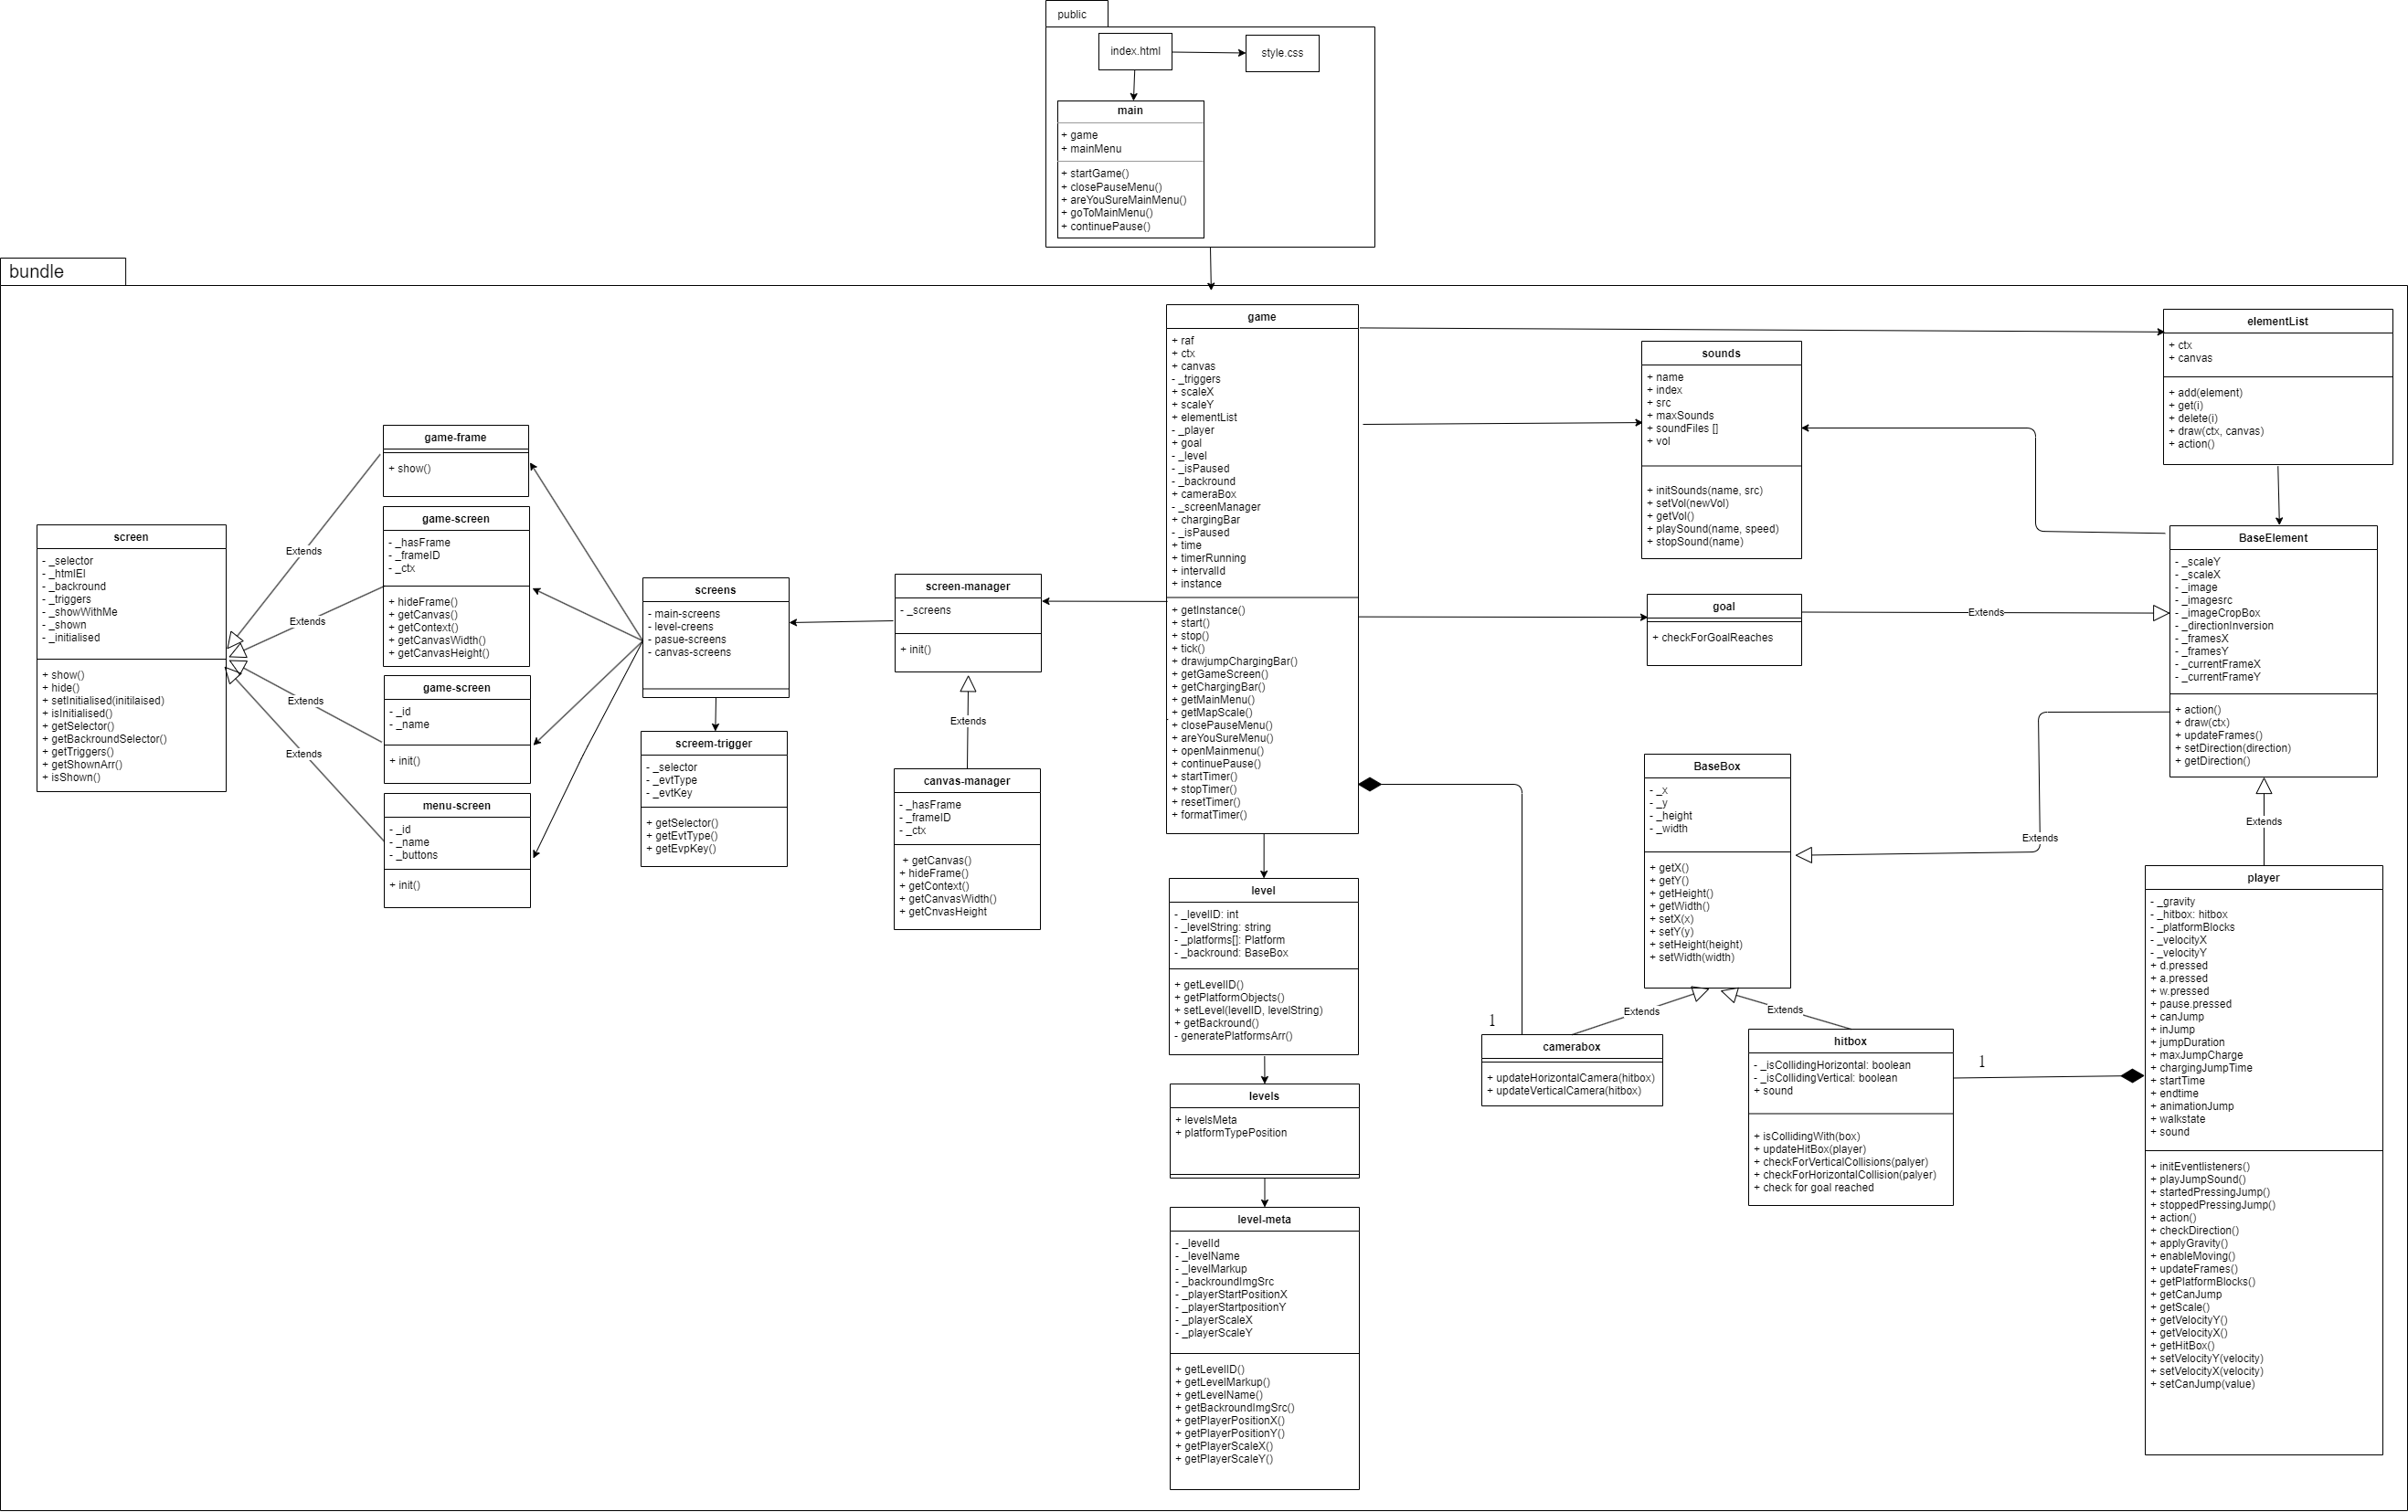 public
index.html
style.css
main
+ game
+ mainMenu
+ startGame()
+ closePauseMenu()
+ areYouSureMainMenu()
+ goToMainMenu()
+ continuePause()
bundle
screen
- _selector
- _htmlEl
- _backround
- _triggers
- _showWithMe
- _shown
- _initialised
+ show()
+ hide()
+ setInitialised(initilaised)
+ isInitialised()
+ getSelector()
+ getBackroundSelector()
+ getTriggers()
+ getShownArr()
+ isShown()
Extends
Extends
Extends
Extends
game-frame
+ show()
game-screen
- _hasFrame
- _frameID
- _ctx
+ hideFrame()
+ getCanvas()
+ getContext()
+ getCanvasWidth()
+ getCanvasHeight()
game-screen
- _id
- _name
+ init()
menu-screen
- _id
- _name
- _buttons
+ init()
screens
- main-screens
- level-creens
- pasue-screens
- canvas-screens
screem-trigger
- _selector
- _evtType
- _evtKey
+ getSelector()
+ getEvtType()
+ getEvpKey()
screen-manager
- _screens
+ init()
Extends
canvas-manager
- _hasFrame
- _frameID
- _ctx
+ getCanvas()
+ hideFrame()
+ getContext()
+ getCanvasWidth()
+ getCnvasHeight
game
+ raf
+ ctx
+ canvas
- _triggers
+ scaleX
+ scaleY
+ elementList
- _player
+ goal
- _level
- _isPaused
- _backround
+ cameraBox
- _screenManager
+ chargingBar
- _isPaused
+ time
+ timerRunning
+ intervalId
+ instance
+ getInstance()
+ start()
+ stop()
+ tick()
+ drawjumpChargingBar()
+ getGameScreen()
+ getChargingBar()
+ getMainMenu()
+ getMapScale()
+ closePauseMenu()
+ areYouSureMenu()
+ openMainmenu()
+ continuePause()
+ startTimer()
+ stopTimer()
+ resetTimer()
+ formatTimer()
level
- _levelID: int
- _levelString: string
- _platforms[]: Platform
- _backround: BaseBox
+ getLevelID()
+ getPlatformObjects()
+ setLevel(levelID, levelString)
+ getBackround()
- generatePlatformsArr()
levels
+ levelsMeta
+ platformTypePosition
level-meta
- _levelId
- _levelName
- _levelMarkup
- _backroundImgSrc
- _playerStartPositionX
- _playerStartpositionY
- _playerScaleX
- _playerScaleY
+ getLevelID()
+ getLevelMarkup()
+ getLevelName()
+ getBackroundImgSrc()
+ getPlayerPositionX()
+ getPlayerPositionY()
+ getPlayerScaleX()
+ getPlayerScaleY()
sounds
+ name
+ index
+ src
+ maxSounds
+ soundFiles []
+ vol
+ initSounds(name, src)
+ setVol(newVol)
+ getVol()
+ playSound(name, speed)
+ stopSound(name)
goal
+ checkForGoalReaches
Extends
BaseBox
- _x
- _y
- _height
- _width
+ getX()
+ getY()
+ getHeight()
+ getWidth()
+ setX(x)
+ setY(y)
+ setHeight(height)
+ setWidth(width)
Extends
Extends
Extends
1
camerabox
+ updateHorizontalCamera(hitbox)
+ updateVerticalCamera(hitbox)
hitbox
- _isCollidingHorizontal: boolean
- _isCollidingVertical: boolean
+ sound
+ isCollidingWith(box)
+ updateHitBox(player)
+ checkForVerticalCollisions(palyer)
+ checkForHorizontalCollision(palyer)
+ check for goal reached
1
elementList
+ ctx
+ canvas
+ add(element)
+ get(i)
+ delete(i)
+ draw(ctx, canvas)
+ action()
BaseElement
- _scaleY
- _scaleX
- _image
- _imagesrc
- _imageCropBox
- _directionInversion
- _framesX
- _framesY
- _currentFrameX
- _currentFrameY
+ action()
+ draw(ctx)
+ updateFrames()
+ setDirection(direction)
+ getDirection()
Extends
player
- _gravity
- _hitbox: hitbox
- _platformBlocks
- _velocityX
- _velocityY
+ d.pressed
+ a.pressed
+ w.pressed
+ pause.pressed
+ canJump
+ inJump
+ jumpDuration
+ maxJumpCharge
+ chargingJumpTime
+ startTime
+ endtime
+ animationJump
+ walkstate
+ sound
+ initEventlisteners()
+ playJumpSound()
+ startedPressingJump()
+ stoppedPressingJump()
+ action()
+ checkDirection()
+ applyGravity()
+ enableMoving()
+ updateFrames()
+ getPlatformBlocks()
+ getCanJump
+ getScale()
+ getVelocityY()
+ getVelocityX()
+ getHitBox()
+ setVelocityY(velocity)
+ setVelocityX(velocity)
+ setCanJump(value)